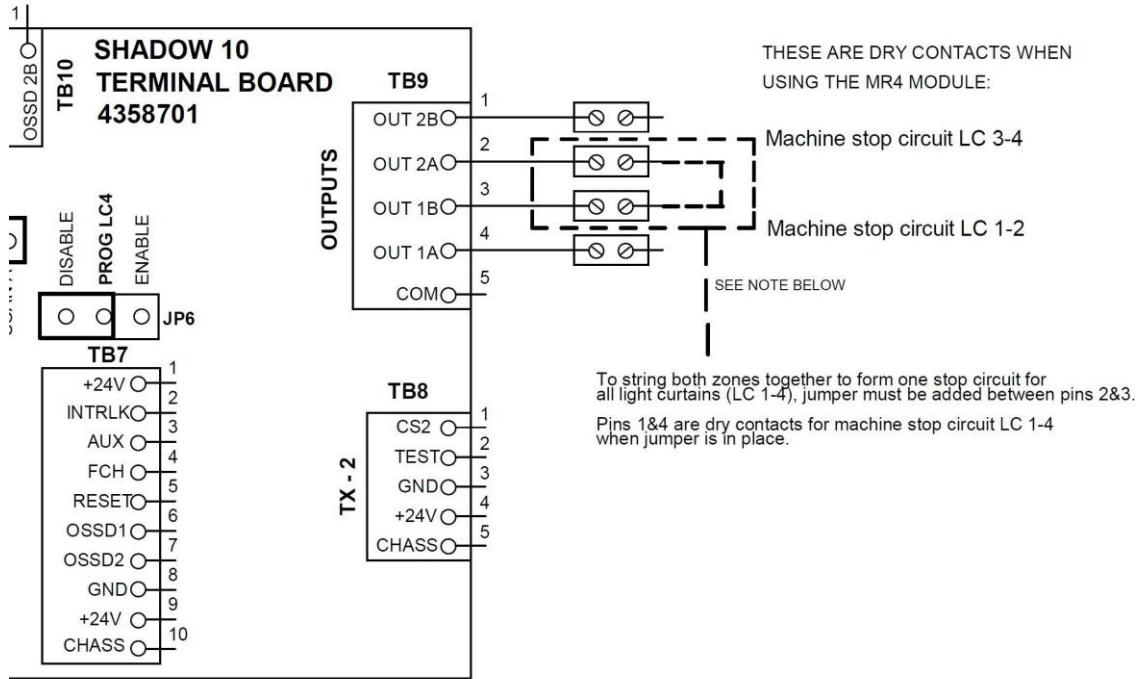 1
OSSD 2B
TB10
SHADOW 10
TERMINAL BOARD
4358701
DISABLE
PROG LC4
ENABLE
JP6
TB7
+24V 1
INTRLK 2
AUX 3
FCH 4
RESET 5
OSSD1 6
OSSD2 7
GND 8
+24V 9
CHASS 10
TB9
OUTPUTS
OUT 2B 1
OUT 2A 2
OUT 1B 3
OUT 1A 4
COM 5
TB8
TX - 2
CS2 1
TEST 2
GND 3
+24V 4
CHASS 5
THESE ARE DRY CONTACTS WHEN
USING THE MR4 MODULE:
Machine stop circuit LC 3-4
Machine stop circuit LC 1-2
SEE NOTE BELOW
To string both zones together to form one stop circuit for
all light curtains (LC 1-4), jumper must be added between pins 2&3.
Pins 1&4 are dry contacts for machine stop circuit LC 1-4
when jumper is in place.